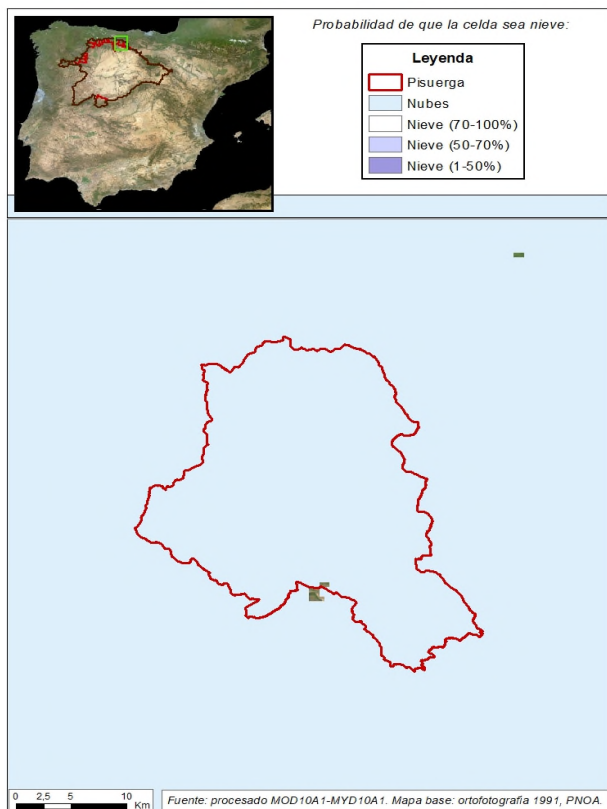 Probabilidad de que la celda sea nieve:
Leyenda
Pisuerga
Nubes
Nieve (70-100%)
Nieve (50-70%)
Nieve (1-50%)
0 2,5 5 10
Km
Fuente: procesado MOD10A1-MYD10A1. Mapa base: ortofotografía 1991, PNOA